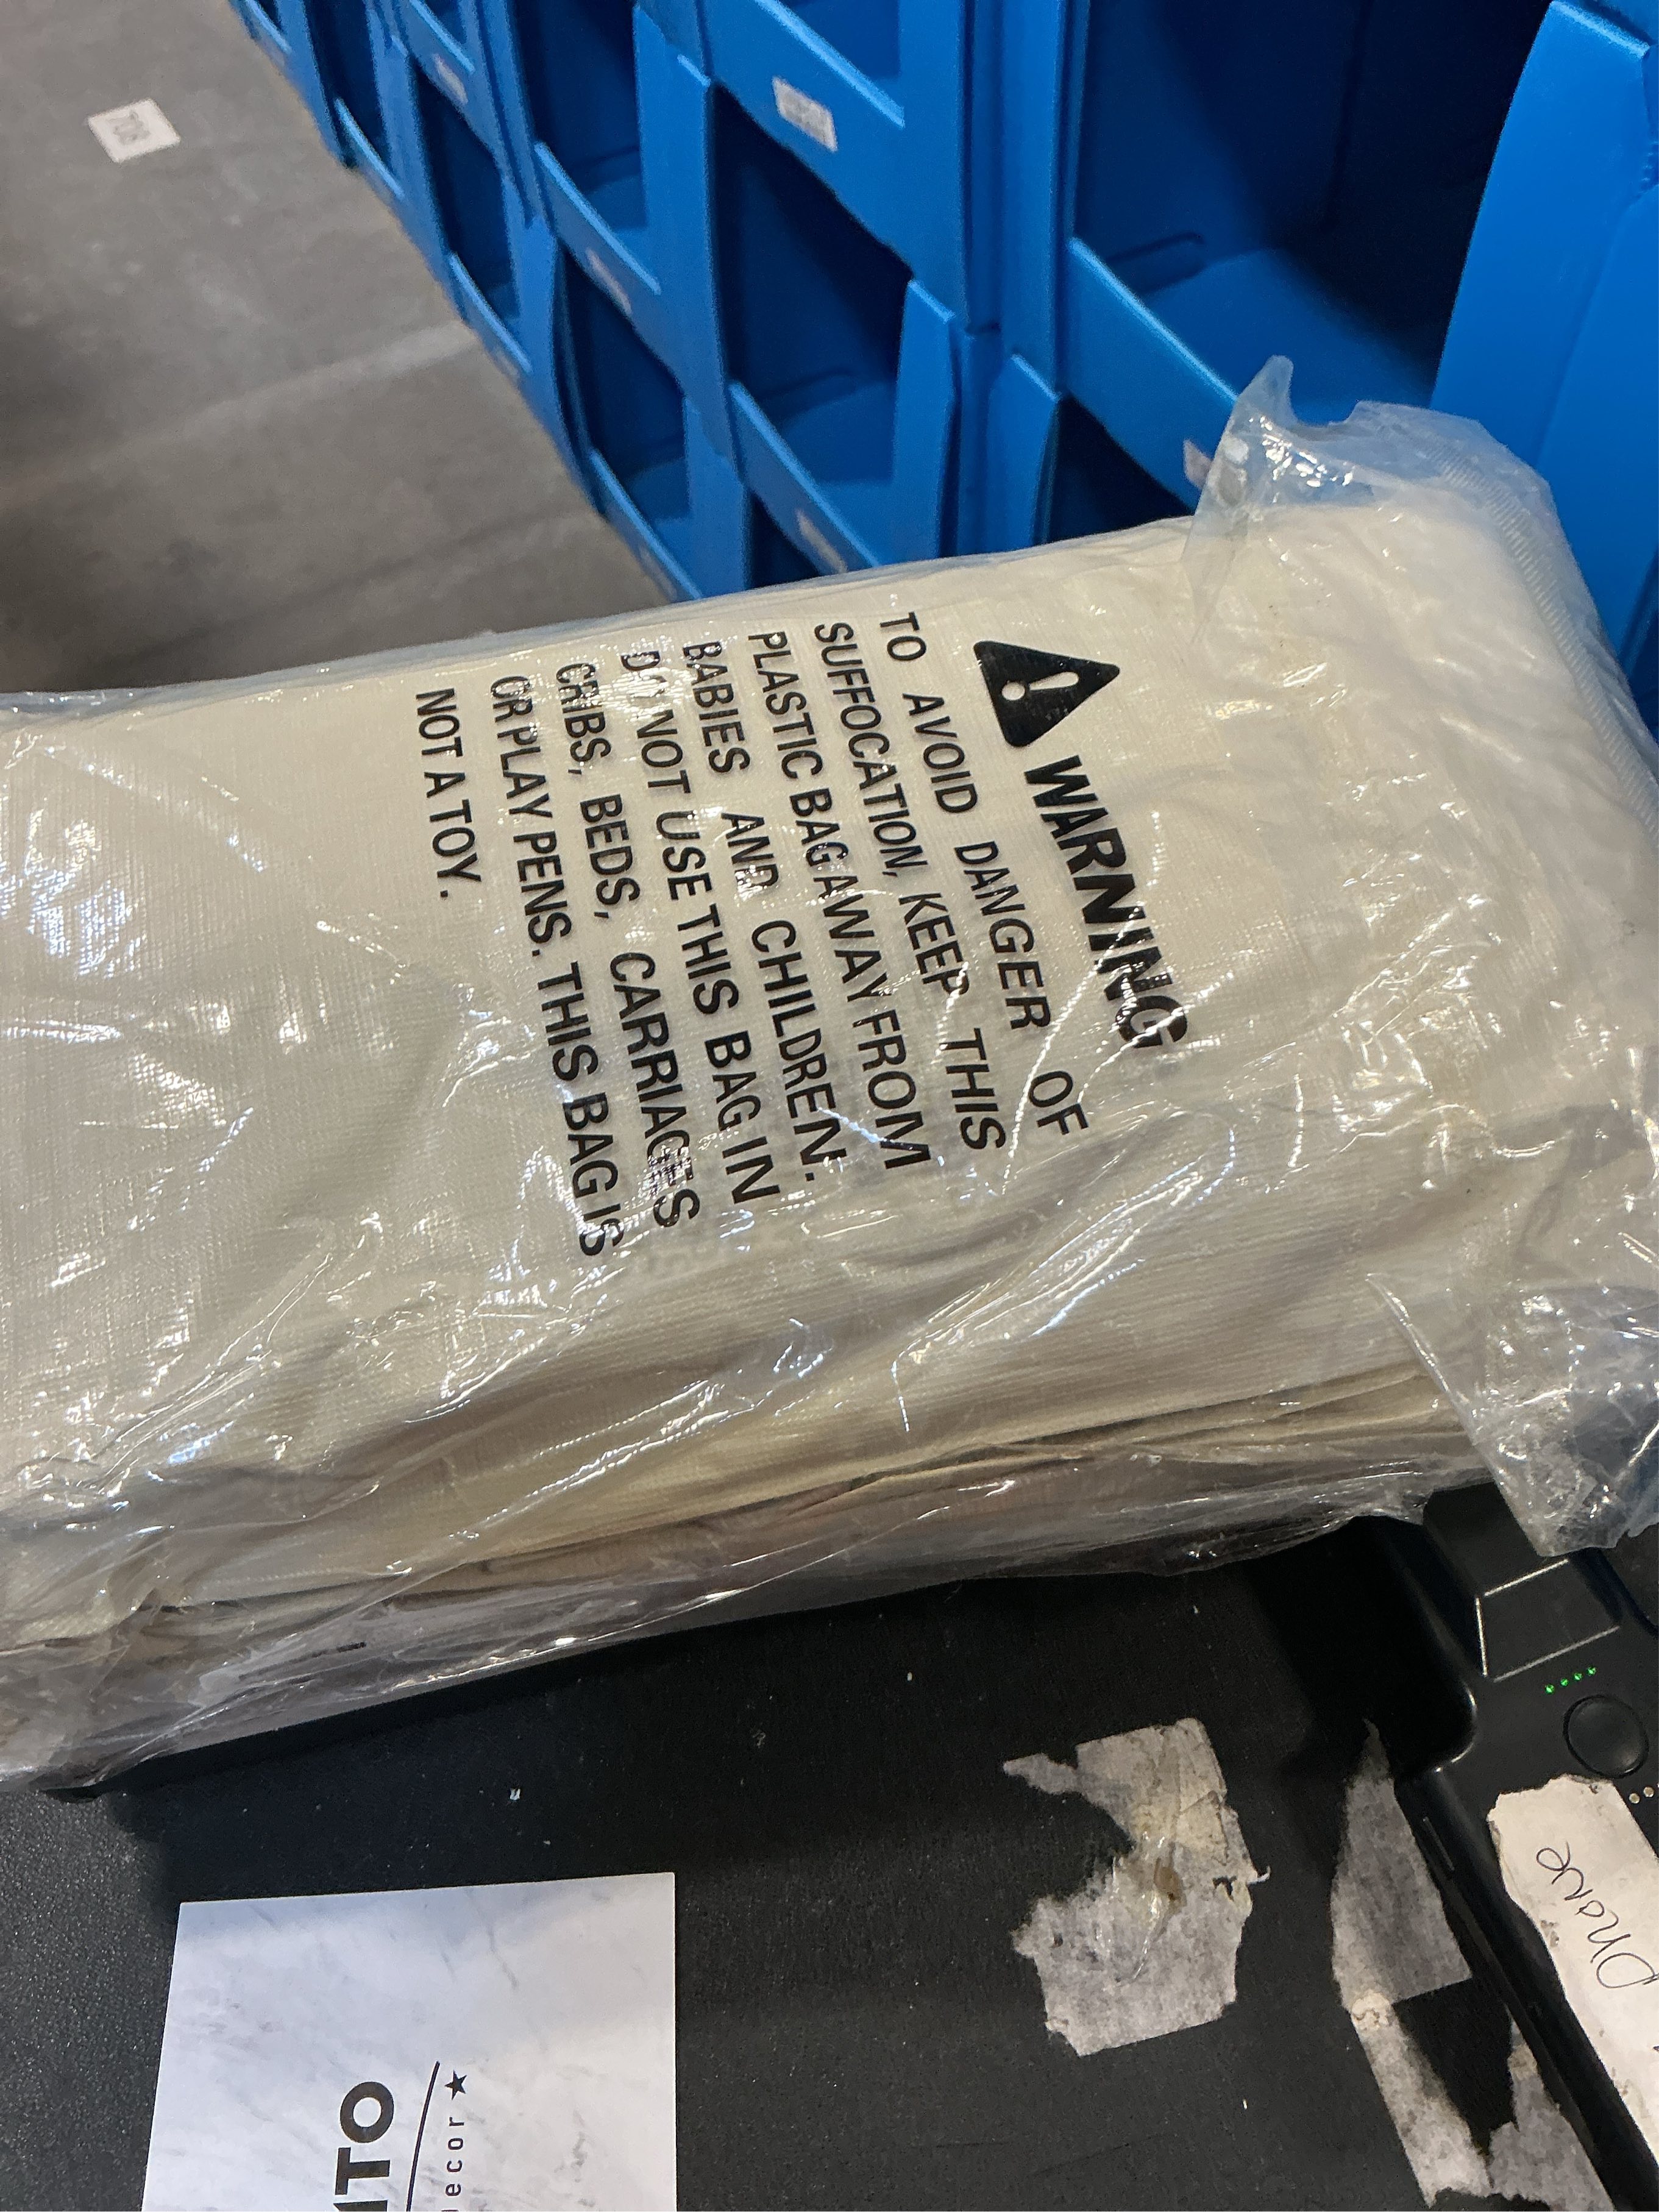 WARNING
TO AVOID DANGER OF
SUFFOCATION, KEEP THIS
PLASTIC BAG AWAY FROM
BABIES AND CHILDREN.
DO NOT USE THIS BAG IN
CRIBS, BEDS, CARRIAGES
OR PLAY PENS. THIS BAG IS
NOT A TOY.
Phone